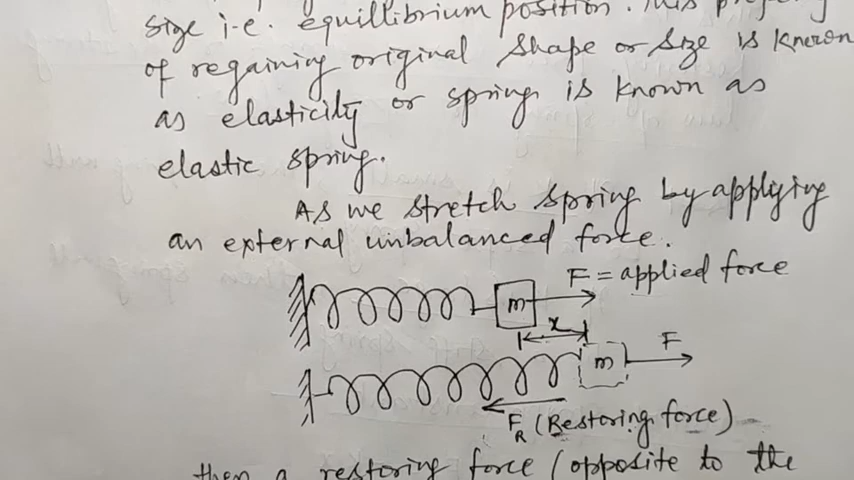 size i.e. equillibrium position. This
of regaining original shape or size is known
as elasticity or spring is known as
elastic spring.
As we stretch spring by applying
an external unbalanced force.
F = applied force
m
x
m
F
F_R (Restoring force)
then a restoring force (opposite to the